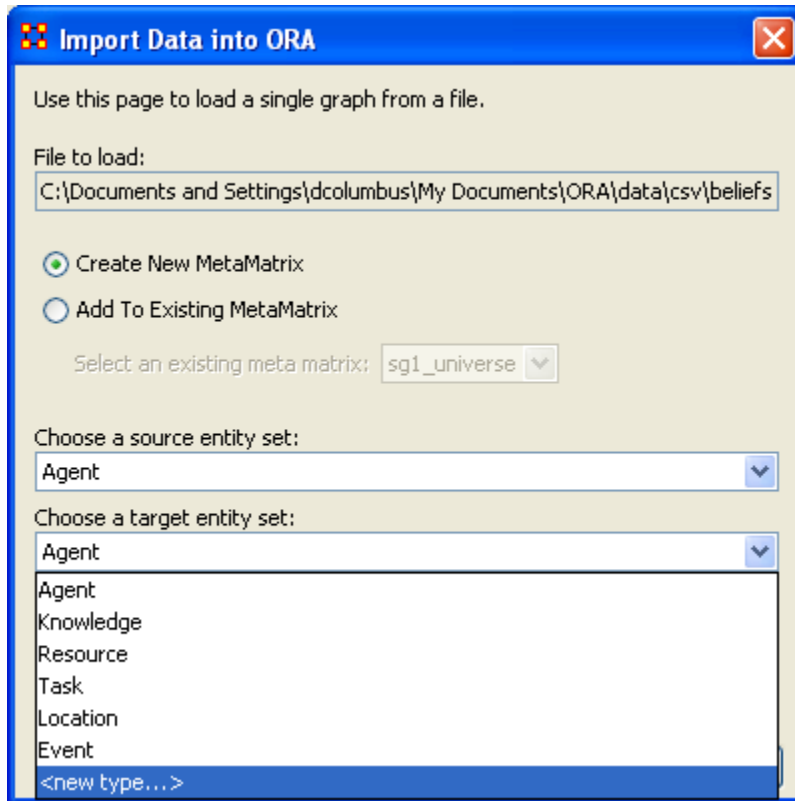 Import Data into ORA
Use this page to load a single graph from a file.
File to load:
C:\Documents and Settings\dcolumbus\My Documents\ORA\data\csv\beliefs
Create New MetaMatrix
Add To Existing MetaMatrix
Select an existing meta matrix: sg1_universe
Choose a source entity set:
Agent
Choose a target entity set:
Agent
Agent
Knowledge
Resource
Task
Location
Event
<new type...>